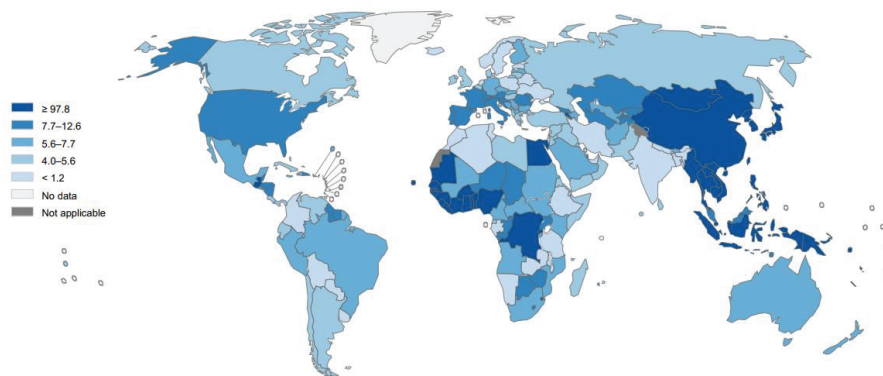 ≥ 97.8
7.7–12.6
5.6–7.7
4.0–5.6
< 1.2
No data
Not applicable